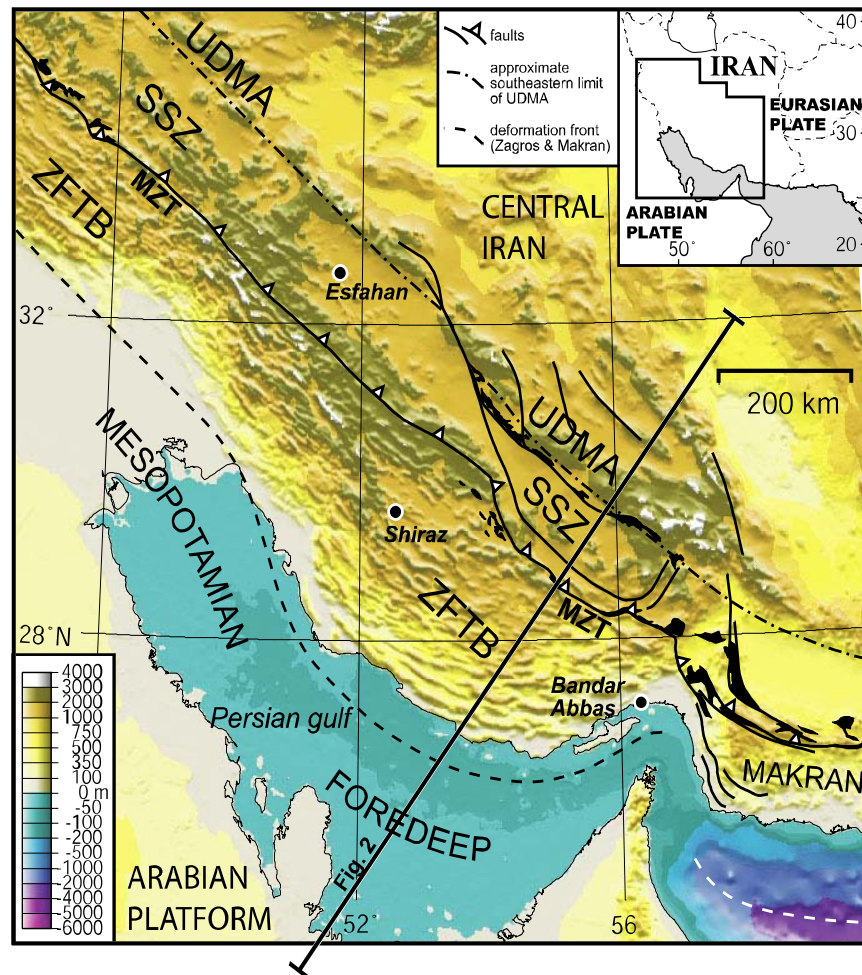 faults
approximate
southeastern limit
of UDMA
deformation front
(Zagros & Makran)
40
IRAN
EURASIAN
PLATE
30
ARABIAN
PLATE
50°
60°
20
UDMA
SSZ
ZFTB
MZT
CENTRAL
IRAN
Esfahan
32°
200 km
MESOPOTAMIAN
UDMA
SSZ
Shiraz
ZFTB
MZT
28°N
Bandar
Abbas
Persian gulf
MAKRAN
FOREDEEP
Fig. 2
ARABIAN
PLATFORM
52°
56
4000
3000
2000
1000
750
500
350
100
0 m
-50
-100
-200
-500
-1000
-2000
-4000
-5000
-6000